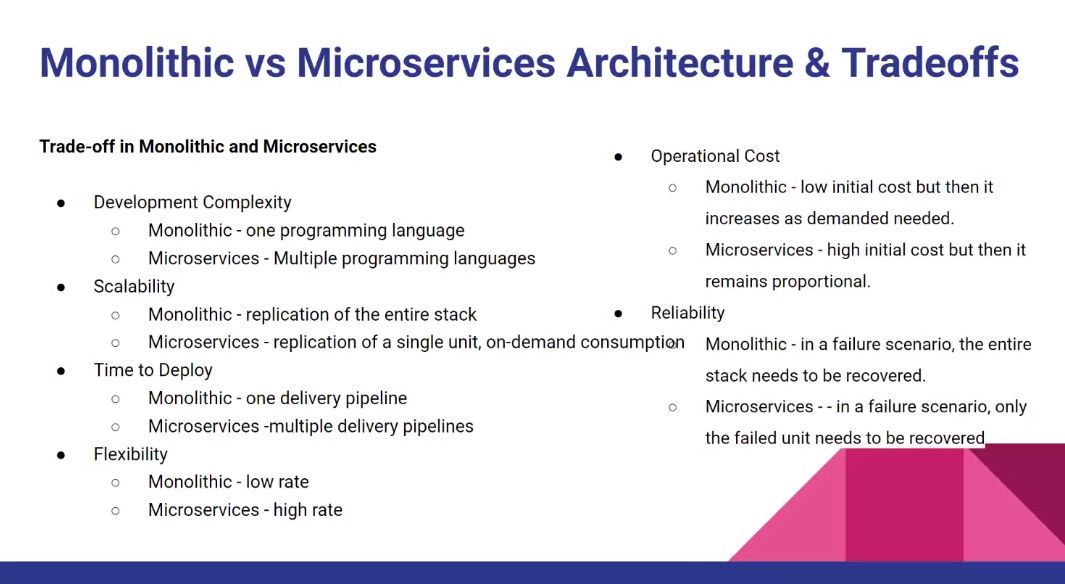 Monolithic vs Microservices Architecture & Tradeoffs
Trade-off in Monolithic and Microservices
● Development Complexity
○ Monolithic - one programming language
○ Microservices - Multiple programming languages
● Scalability
○ Monolithic - replication of the entire stack
○ Microservices - replication of a single unit, on-demand consumption
● Time to Deploy
○ Monolithic - one delivery pipeline
○ Microservices -multiple delivery pipelines
● Flexibility
○ Monolithic - low rate
○ Microservices - high rate
● Operational Cost
○ Monolithic - low initial cost but then it
increases as demanded needed.
○ Microservices - high initial cost but then it
remains proportional.
● Reliability
○ Monolithic - in a failure scenario, the entire
stack needs to be recovered.
○ Microservices - - in a failure scenario, only
the failed unit needs to be recovered